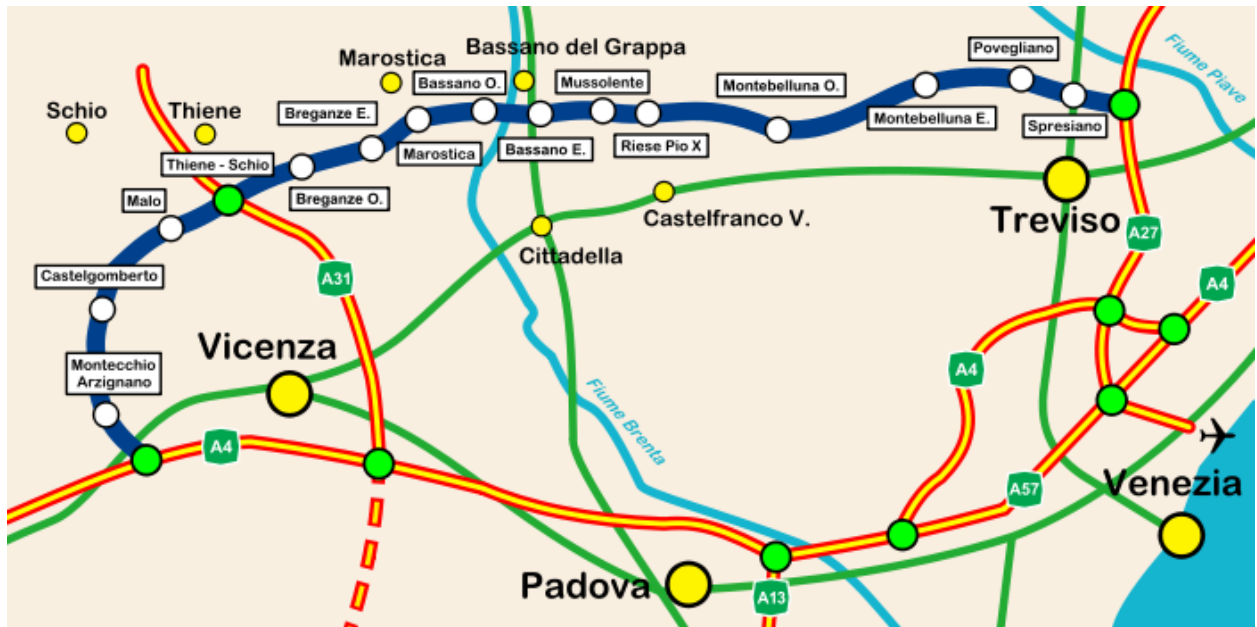 Marostica
Bassano del Grappa
Povegliano
Fiume Piave
Schio
Thiene
Breganze E.
Bassano O.
Mussolente
Montebelluna O.
Montebelluna E.
Spresiano
Thiene - Schio
Marostica
Bassano E.
Riese Pio X
Malo
Breganze O.
Castelfranco V.
Treviso
Cittadella
A27
Castelgomberto
A31
A4
Vicenza
Montecchio
Arzignano
A4
Fiume Brenta
A4
A57
Venezia
Padova
A13